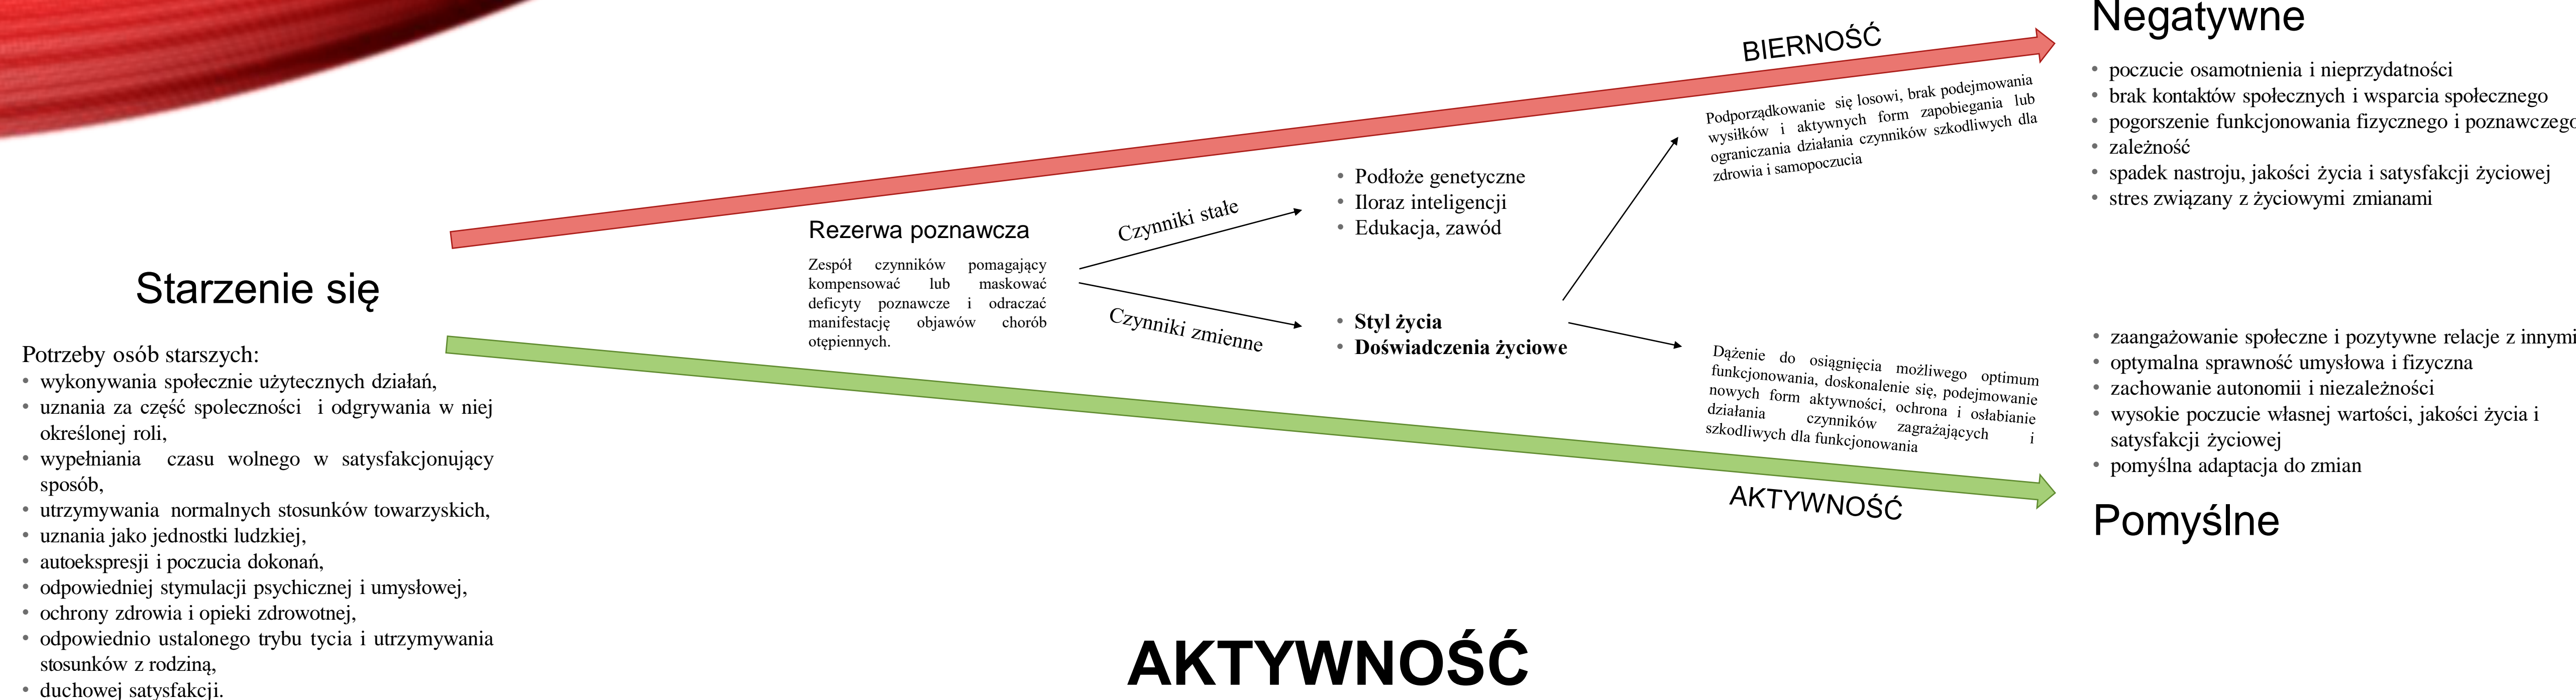 Starzenie się
Potrzeby osób starszych:
• wykonywania społecznie użytecznych działań,
• uznania za część spoleczności i odgrywania w niej
określonej roli,
• wypełniania czasu wolnego w satysfakcjonujący
sposób,
• utrzymywania normalnych stosunków towarzyskich,
• uznania jako jednostki ludzkiej,
• autoekspresji i poczucia dokonań,
• odpowiedniej stymulacji psychicznej i umysłowej,
• ochrony zdrowia i opieki zdrowotnej,
• odpowiednio ustalonego trybu tycia i utrzymywania
stosunków z rodziną,
• duchowej satysfakcji.
Rezerwa poznawcza
Zespół czynników pomagający
kompensować lub maskować
deficyty poznawcze i odraczać
manifestację objawów chorób
otępiennych.
Czynniki stałe
• Podłoże genetyczne
• Iloraz inteligencji
• Edukacja, zawód
Czynniki zmienne
• Styl życia
• Doświadczenia życiowe
BIERNOŚĆ
Podporządkowanie się losowi, brak podejmowania
wysiłków i aktywnych form zapobiegania lub
ograniczania działania czynników szkodliwych dla
zdrowia i samopoczucia
Dążenie do osiągnięcia możliwego optimum
funkcjonowania, doskonalenie się, podejmowanie
nowych form aktywności, ochrona i osłabianie
działania czynników zagrażających i
szkodliwych dla funkcjonowania
AKTYWNOŚĆ
Negatywne
• poczucie osamotnienia i nieprzydatności
• brak kontaktów społecznych i wsparcia społecznego
• pogorszenie funkcjonowania fizycznego i poznawczego
• zależność
• spadek nastroju, jakości życia i satysfakcji życiowej
• stres związany z życiowymi zmianami
• zaangażowanie społeczne i pozytywne relacje z innymi
• optymalna sprawność umysłowa i fizyczna
• zachowanie autonomii i niezależności
• wysokie poczucie własnej wartości, jakości życia i
satysfakcji życiowej
• pomyślna adaptacja do zmian
Pomyślne
AKTYWNOŚĆ